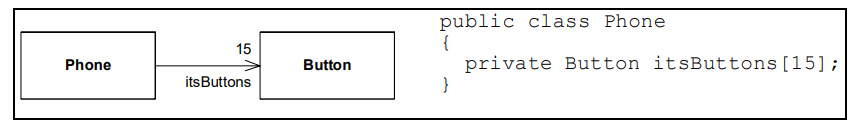 Phone
15
itsButtons
Button
public class Phone
{
private Button itsButtons[15];
}